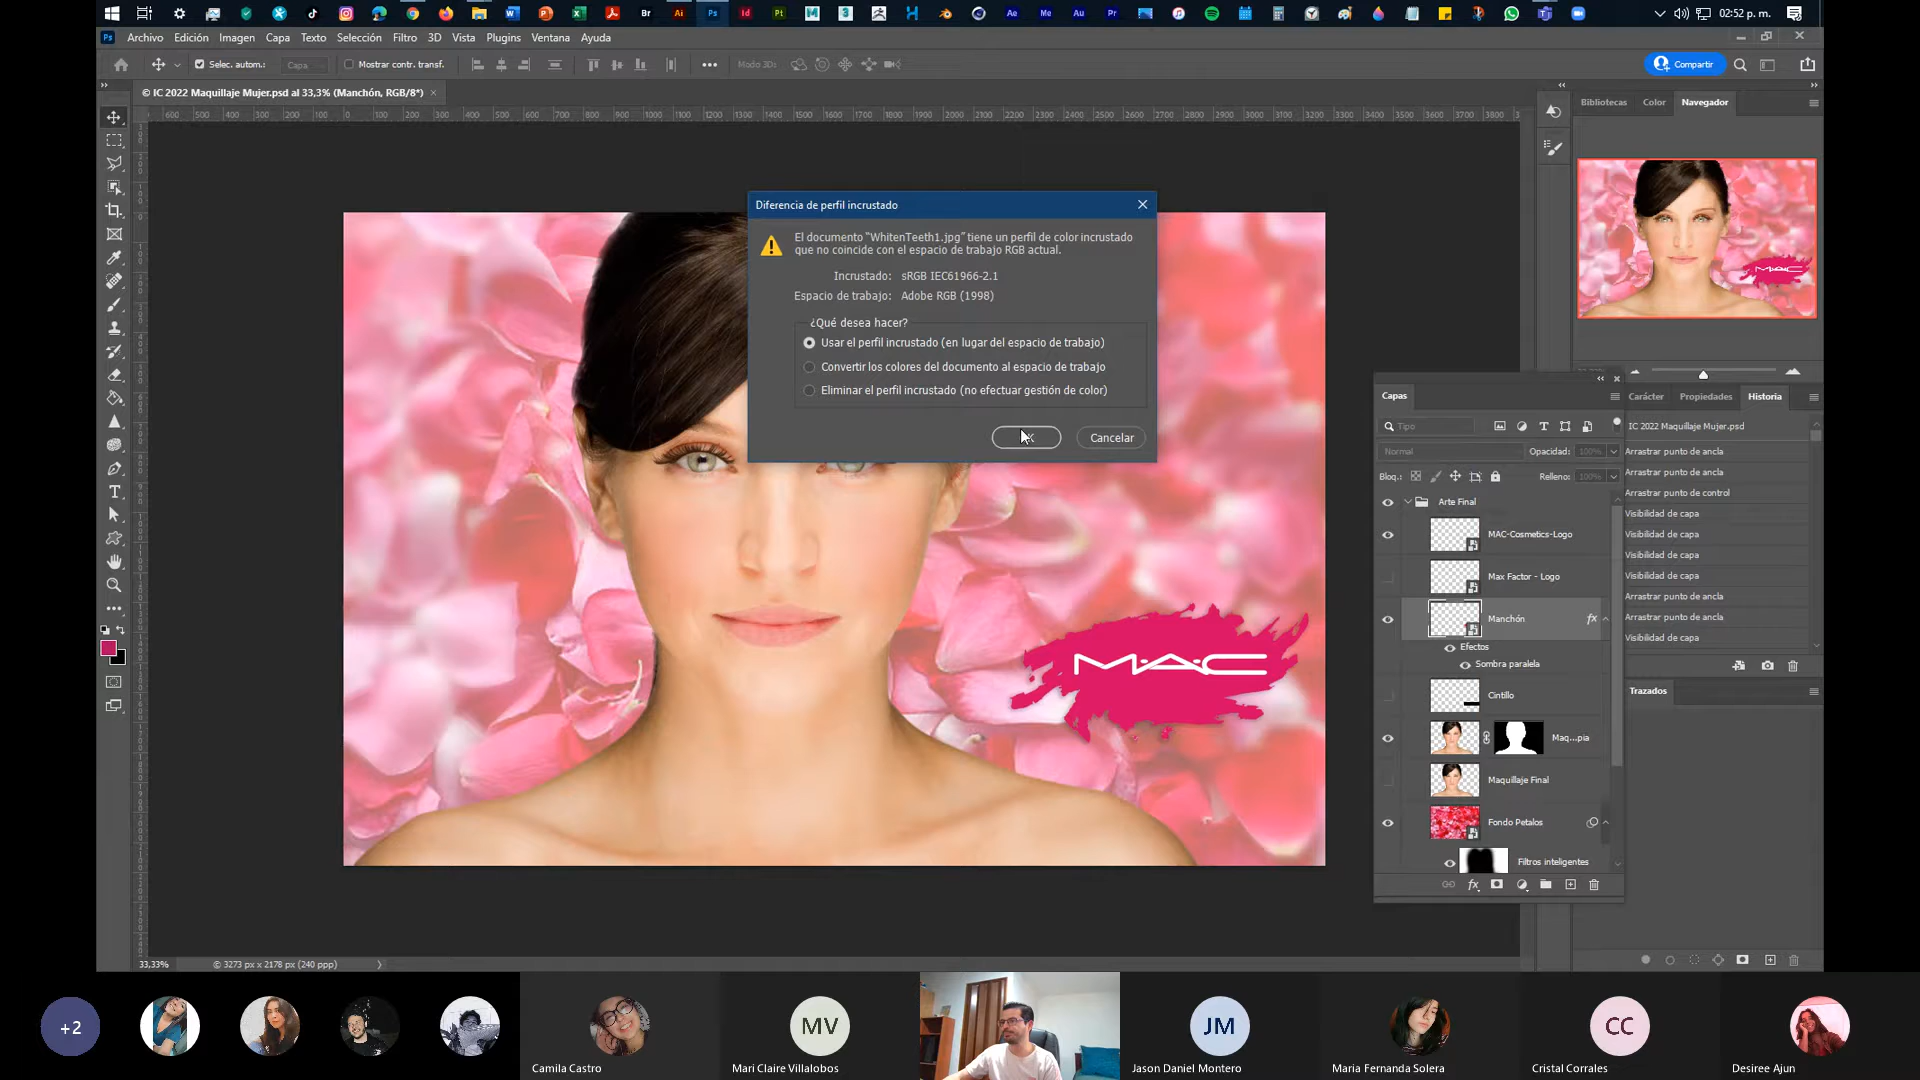 02:52 p. m.
Archivo Edición Imagen Capa Texto Selección Filtro 3D Vista Plugins Ventana Ayuda
Selec. autom.: Capa Mostrar contr. transf. Modo 3D: Compartir
© IC 2022 Maquillaje Mujer.psd al 33,3% (Manchón, RGB/8*)
Bibliotecas Color Navegador
Diferencia de perfil incrustado
El documento "WhitenTeeth1.jpg" tiene un perfil de color incrustado
que no coincide con el espacio de trabajo RGB actual.
Incrustado: sRGB IEC61966-2.1
Espacio de trabajo: Adobe RGB (1998)
¿Qué desea hacer?
Usar el perfil incrustado (en lugar del espacio de trabajo)
Convertir los colores del documento al espacio de trabajo
Eliminar el perfil incrustado (no efectuar gestión de color)
Cancelar
M·A·C
Capas
Tipo
Normal Opacidad: 100%
Bloq.: Relleno: 100%
Arte Final
MAC-Cosmetics-Logo
Max Factor - Logo
Manchón fx
Efectos
Sombra paralela
Cintillo
Maq...pia
Maquillaje Final
Fondo Petalos
Filtros inteligentes
Carácter Propiedades Historia
IC 2022 Maquillaje Mujer.psd
Arrastrar punto de ancla
Arrastrar punto de ancla
Arrastrar punto de control
Visibilidad de capa
Visibilidad de capa
Visibilidad de capa
Visibilidad de capa
Arrastrar punto de ancla
Arrastrar punto de ancla
Visibilidad de capa
Trazados
33,33% © 3273 px x 2178 px (240 ppp)
+2
Camila Castro
MV
Mari Claire Villalobos
JM
Jason Daniel Montero
Maria Fernanda Solera
CC
Cristal Corrales
Desiree Ajun